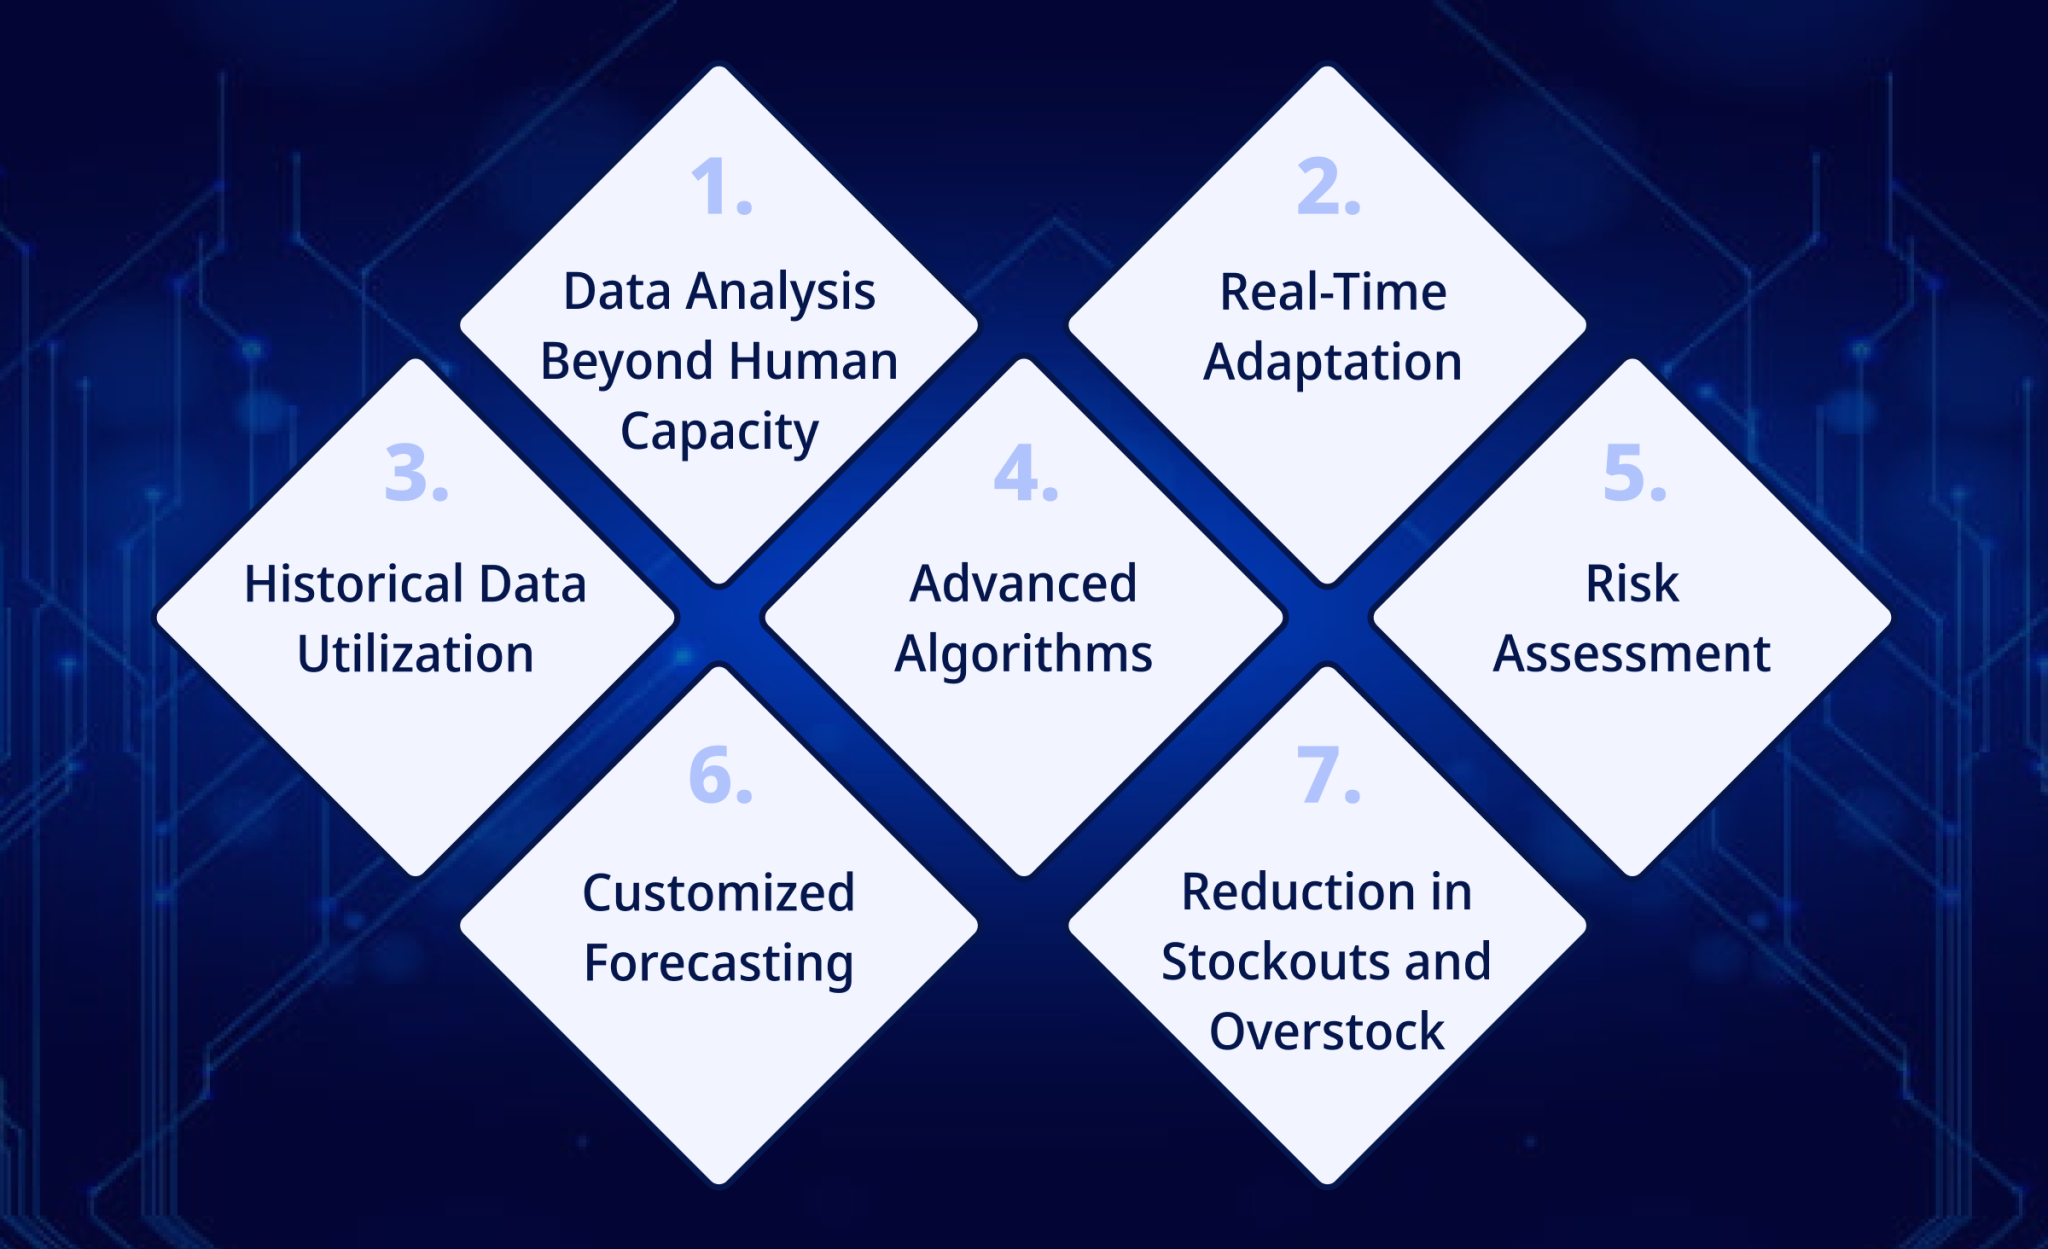 1.
Data Analysis
Beyond Human
Capacity
2.
Real-Time
Adaptation
3.
Historical Data
Utilization
4.
Advanced
Algorithms
5.
Risk
Assessment
6.
Customized
Forecasting
7.
Reduction in
Stockouts and
Overstock